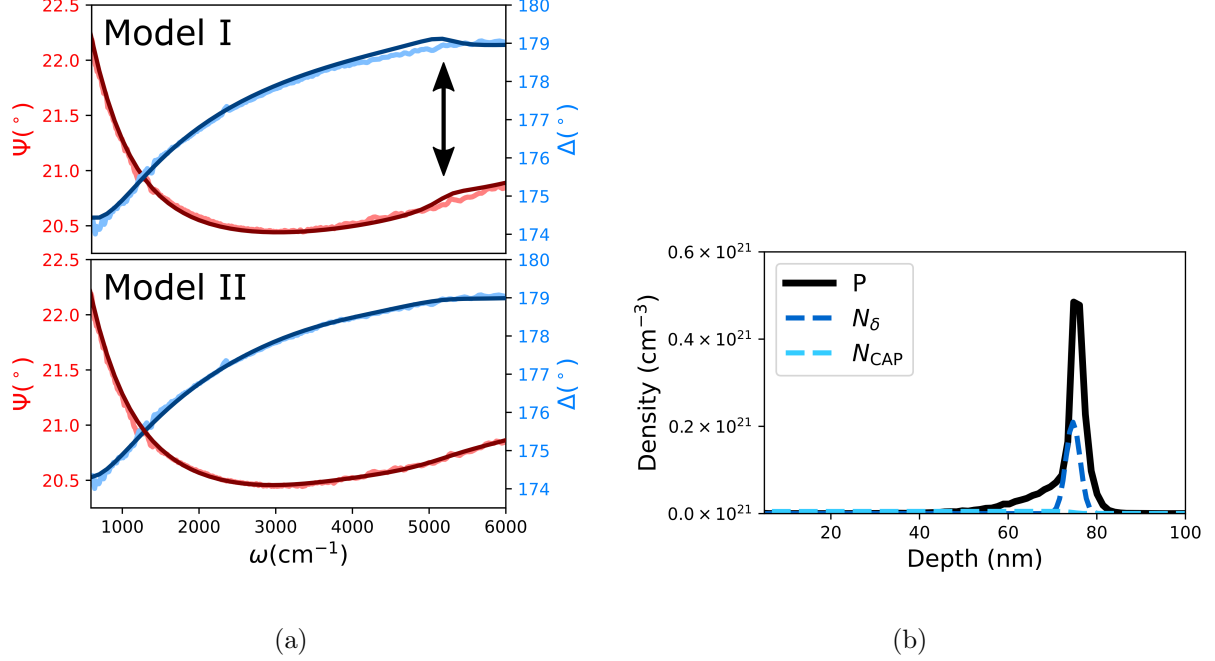 22.5
22.0
21.5
21.0
20.5
Ψ(°)
Model I
180
179
178
177
176
175
174
Δ(°)
22.5
22.0
21.5
21.0
20.5
Ψ(°)
Model II
180
179
178
177
176
175
174
Δ(°)
1000 2000 3000 4000 5000 6000
ω(cm⁻¹)
(a)
0.6 × 10²¹
0.4 × 10²¹
0.2 × 10²¹
0.0 × 10²¹
Density (cm⁻³)
P
N_δ
N_CAP
20 40 60 80 100
Depth (nm)
(b)